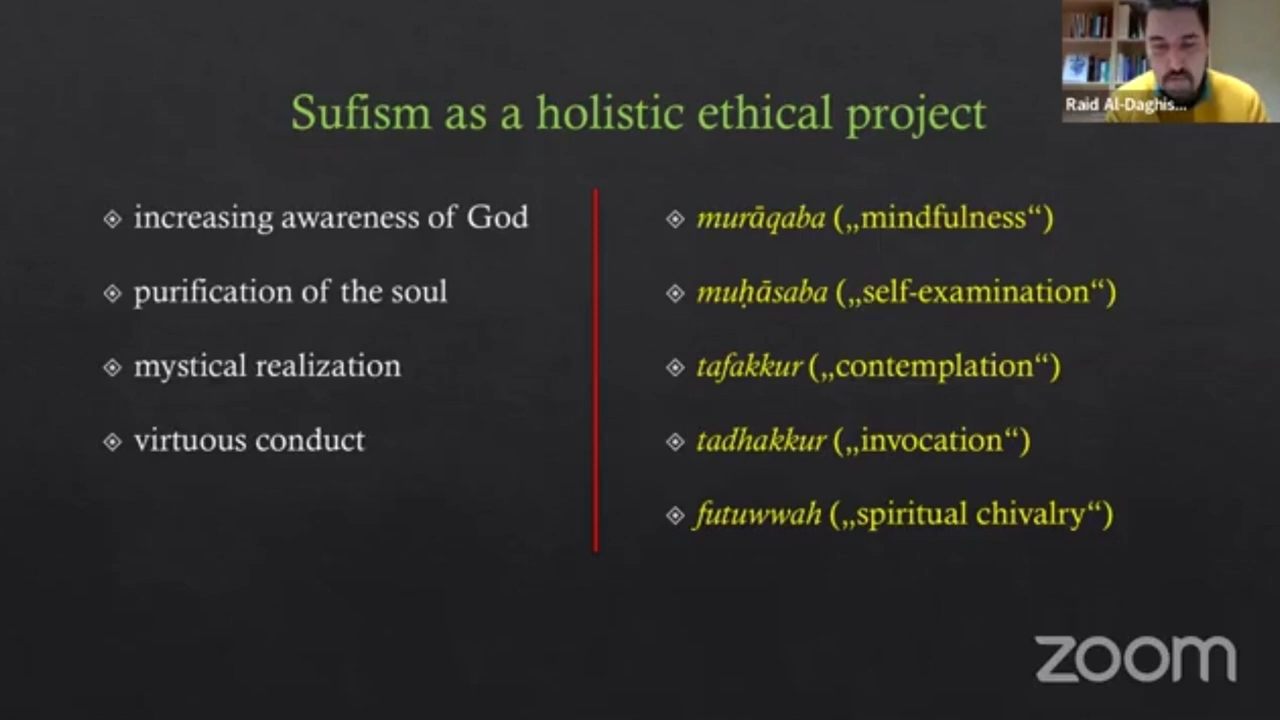 Raid Al-Daghis...
Sufism as a holistic ethical project
increasing awareness of God
purification of the soul
mystical realization
virtuous conduct
murāqaba („mindfulness“)
muḥāsaba („self-examination“)
tafakkur („contemplation“)
tadhakkur („invocation“)
futuwwah („spiritual chivalry“)
zoom